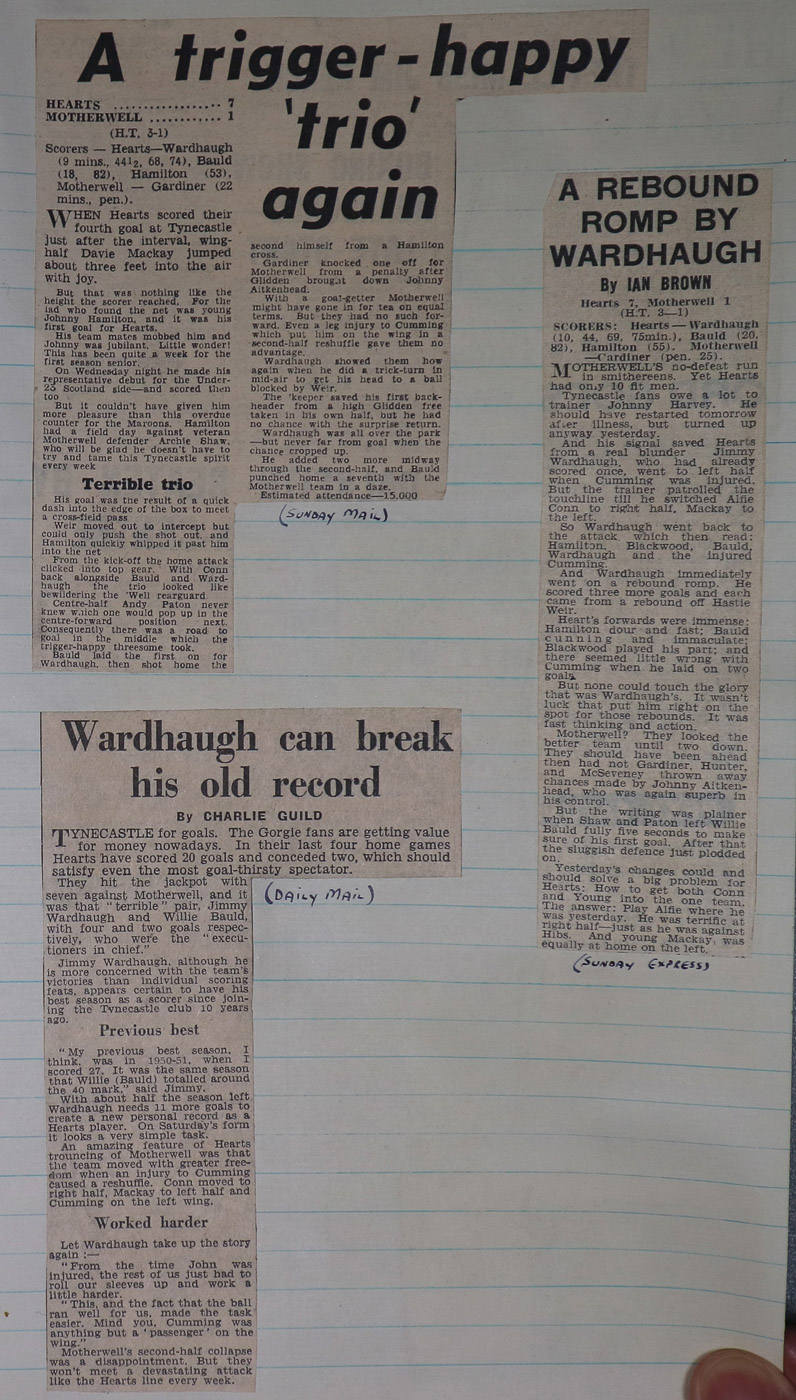 A trigger-happy
'trio'
again
HEARTS .................. 7
MOTHERWELL ............ 1
(H.T. 3-1)
Scorers — Hearts—Wardhaugh
(9 mins., 44½, 68, 74), Bauld
(18, 82), Hamilton (53),
Motherwell — Gardiner (22
mins., pen.).
WHEN Hearts scored their
fourth goal at Tynecastle
just after the interval, wing-
half Davie Mackay jumped
about three feet into the air
with joy.
But that was nothing like the
height the scorer reached. For the
lad who found the net was young
Johnny Hamilton, and it was his
first goal for Hearts.
His team mates mobbed him and
Johnny was jubilant. Little wonder!
This has been quite a week for the
first season senior.
On Wednesday night he made his
representative debut for the Under-
23 Scotland side—and scored then
too
But it couldn't have given him
more pleasure than this overdue
counter for the Maroons. Hamilton
had a field day against veteran
Motherwell defender Archie Shaw,
who will be glad he doesn't have to
try and tame this Tynecastle spirit
every week
Terrible trio
His goal was the result of a quick
dash into the edge of the box to meet
a cross-field pass
Weir moved out to intercept but
could only push the shot out, and
Hamilton quickly whipped it past him
into the net
From the kick-off the home attack
clicked into top gear. With Conn
back alongside Bauld and Ward-
haugh the trio looked like
bewildering the 'Well rearguard.
Centre-half Andy Paton never
knew which one would pop up in the
centre-forward position next.
Consequently there was a road to
goal in the middle which the
trigger-happy threesome took.
Bauld laid the first on for
Wardhaugh, then shot home the
second himself from a Hamilton
cross.
Gardiner knocked one off for
Motherwell from a penalty after
Glidden brought down Johnny
Aitkenhead.
With a goal-getter Motherwell
might have gone in for tea on equal
terms. But they had no such for-
ward. Even a leg injury to Cumming
which put him on the wing in a
second-half reshuffle gave them no
advantage.
Wardhaugh showed them how
again when he did a trick-turn in
mid-air to get his head to a ball
blocked by Weir.
The 'keeper saved his first back-
header from a high Glidden free
taken in his own half, but he had
no chance with the surprise return.
Wardhaugh was all over the park
—but never far from goal when the
chance cropped up.
He added two more midway
through the second-half, and Bauld
punched home a seventh with the
Motherwell team in a daze.
Estimated attendance—15,000
(SUNDAY MAIL)
A REBOUND
ROMP BY
WARDHAUGH
By IAN BROWN
Hearts 7, Motherwell 1
(H.T. 3—1)
SCORERS: Hearts—Wardhaugh
(10, 44, 69, 75min.), Bauld (20,
82), Hamilton (55). Motherwell
—Gardiner (pen. 25).
MOTHERWELL'S no-defeat run
in smithereens. Yet Hearts
had only 10 fit men.
Tynecastle fans owe a lot to
trainer Johnny Harvey. He
should have restarted tomorrow
after illness, but turned up
anyway yesterday.
And his signal saved Hearts
from a real blunder Jimmy
Wardhaugh, who had already
scored once, went to left half
when Cumming was injured.
But the trainer patrolled the
touchline till he switched Alfie
Conn to right half, Mackay to
the left.
So Wardhaugh went back to
the attack which then read:
Hamilton, Blackwood, Bauld,
Wardhaugh and the injured
Cumming.
And Wardhaugh immediately
went on a rebound romp. He
scored three more goals and each
came from a rebound off Hastie
Weir.
Heart's forwards were immense:
Hamilton dour and fast; Bauld
cunning and immaculate;
Blackwood played his part; and
there seemed little wrong with
Cumming when he laid on two
goals.
But none could touch the glory
that was Wardhaugh's. It wasn't
luck that put him right on the
spot for those rebounds. It was
fast thinking and action.
Motherwell? They looked the
better team until two down.
They should have been ahead
then had not Gardiner, Hunter,
and McSeveney thrown away
chances made by Johnny Aitken-
head, who was again superb in
his control.
But the writing was plainer
when Shaw and Paton left Willie
Bauld fully five seconds to make
sure of his first goal. After that
the sluggish defence just plodded
on.
Yesterday's changes could and
should solve a big problem for
Hearts: How to get both Conn
and Young into the one team.
The answer: Play Alfie where he
was yesterday. He was terrific at
right half—just as he was against
Hibs. And young Mackay was
equally at home on the left.
(SUNDAY EXPRESS)
Wardhaugh can break
his old record
By CHARLIE GUILD
TYNECASTLE for goals. The Gorgie fans are getting value
for money nowadays. In their last four home games
Hearts have scored 20 goals and conceded two, which should
satisfy even the most goal-thirsty spectator.
They hit the jackpot with
seven against Motherwell, and it
was that "terrible" pair, Jimmy
Wardhaugh and Willie Bauld,
with four and two goals respec-
tively, who were the "execu-
tioners in chief."
Jimmy Wardhaugh, although he
is more concerned with the team's
victories than individual scoring
feats, appears certain to have his
best season as a scorer since join-
ing the Tynecastle club 10 years
ago.
Previous best
"My previous best season, I
think, was in 1950-51, when I
scored 27. It was the same season
that Willie (Bauld) totalled around
the 40 mark," said Jimmy.
With about half the season left
Wardhaugh needs 11 more goals to
create a new personal record as a
Hearts player. On Saturday's form
it looks a very simple task.
An amazing feature of Hearts
trouncing of Motherwell was that
the team moved with greater free-
dom when an injury to Cumming
caused a reshuffle. Conn moved to
right half, Mackay to left half and
Cumming on the left wing.
Worked harder
Let Wardhaugh take up the story
again :—
"From the time John was
injured, the rest of us just had to
roll our sleeves up and work a
little harder.
"This, and the fact that the ball
ran well for us, made the task
easier. Mind you, Cumming was
anything but a 'passenger' on the
wing."
Motherwell's second-half collapse
was a disappointment. But they
won't meet a devastating attack
like the Hearts line every week.
(DAILY MAIL)